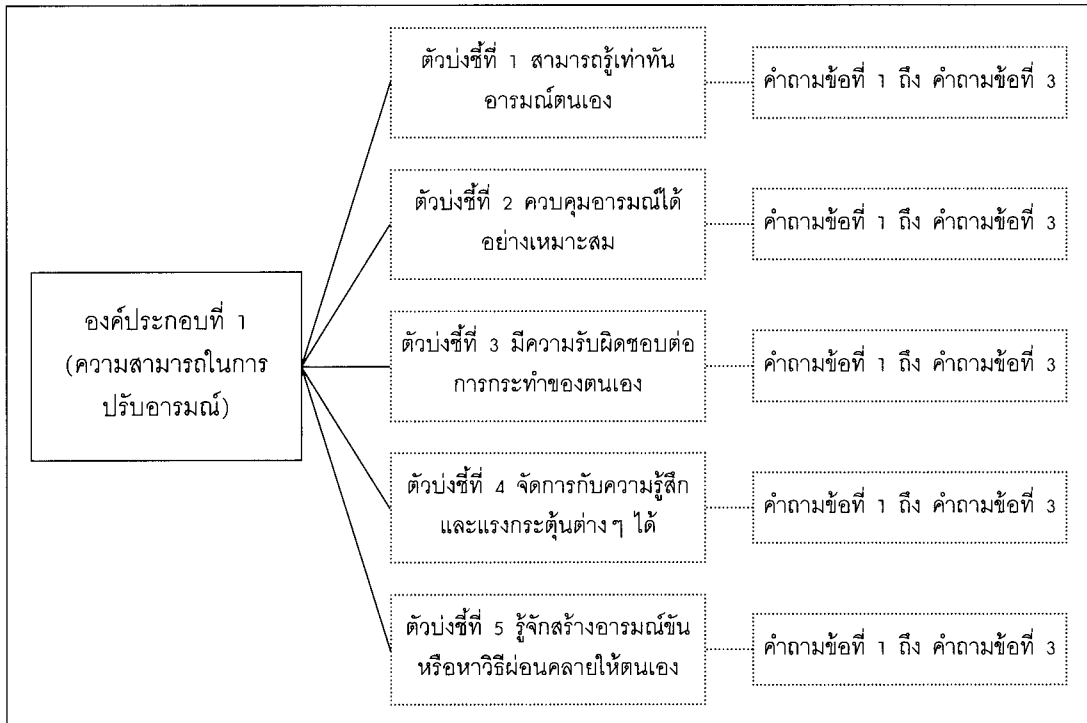 ตัวบ่งชี้ที่ 1 สามารถรู้เท่าทัน
อารมณ์ตนเอง
คำถามข้อที่ 1 ถึง คำถามข้อที่ 3
ตัวบ่งชี้ที่ 2 ควบคุมอารมณ์ได้
อย่างเหมาะสม
คำถามข้อที่ 1 ถึง คำถามข้อที่ 3
องค์ประกอบที่ 1
(ความสามารถในการ
ปรับอารมณ์)
ตัวบ่งชี้ที่ 3 มีความรับผิดชอบต่อ
การกระทำของตนเอง
คำถามข้อที่ 1 ถึง คำถามข้อที่ 3
ตัวบ่งชี้ที่ 4 จัดการกับความรู้สึก
และแรงกระตุ้นต่างๆ ได้
คำถามข้อที่ 1 ถึง คำถามข้อที่ 3
ตัวบ่งชี้ที่ 5 รู้จักสร้างอารมณ์ขัน
หรือหาวิธีผ่อนคลายให้ตนเอง
คำถามข้อที่ 1 ถึง คำถามข้อที่ 3